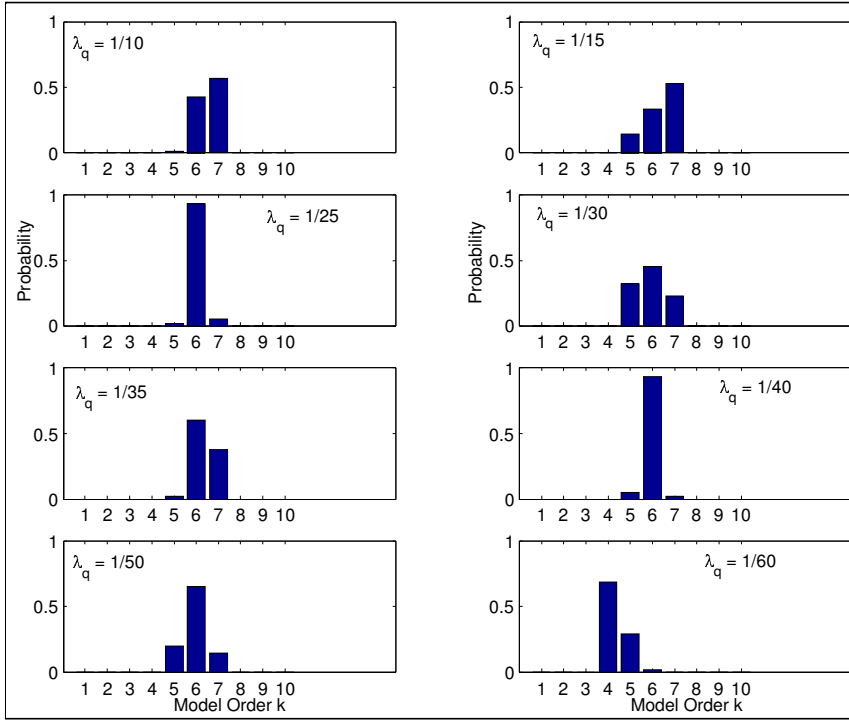 1
λq = 1/10
0.5
0
1 2 3 4 5 6 7 8 9 10
1
λq = 1/15
0.5
0
1 2 3 4 5 6 7 8 9 10
1
λq = 1/25
0.5
0
Probability
1 2 3 4 5 6 7 8 9 10
1
λq = 1/30
0.5
0
Probability
1 2 3 4 5 6 7 8 9 10
1
λq = 1/35
0.5
0
1 2 3 4 5 6 7 8 9 10
1
λq = 1/40
0.5
0
1 2 3 4 5 6 7 8 9 10
1
λq = 1/50
0.5
0
1 2 3 4 5 6 7 8 9 10
Model Order k
1
λq = 1/60
0.5
0
1 2 3 4 5 6 7 8 9 10
Model Order k